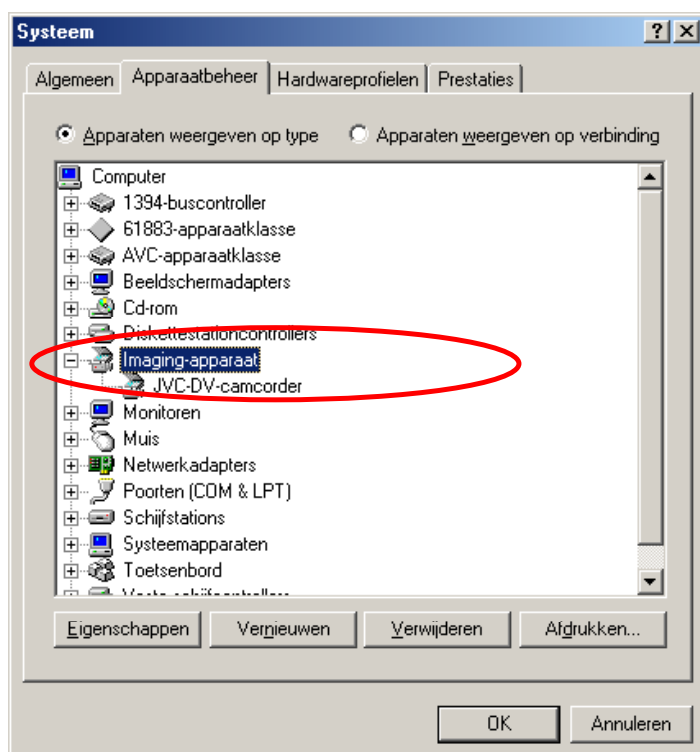 Systeem
Algemeen Apparaatbeheer Hardwareprofielen Prestaties
Apparaten weergeven op type Apparaten weergeven op verbinding
Computer
1394-buscontroller
61883-apparaatklasse
AVC-apparaatklasse
Beeldschermadapters
Cd-rom
Diskettestationcontrollers
Imaging-apparaat
JVC-DV-camcorder
Monitoren
Muis
Netwerkadapters
Poorten (COM & LPT)
Schijfstations
Systeemapparaten
Toetsenbord
Eigenschappen Vernieuwen Verwijderen Afdrukken...
OK Annuleren